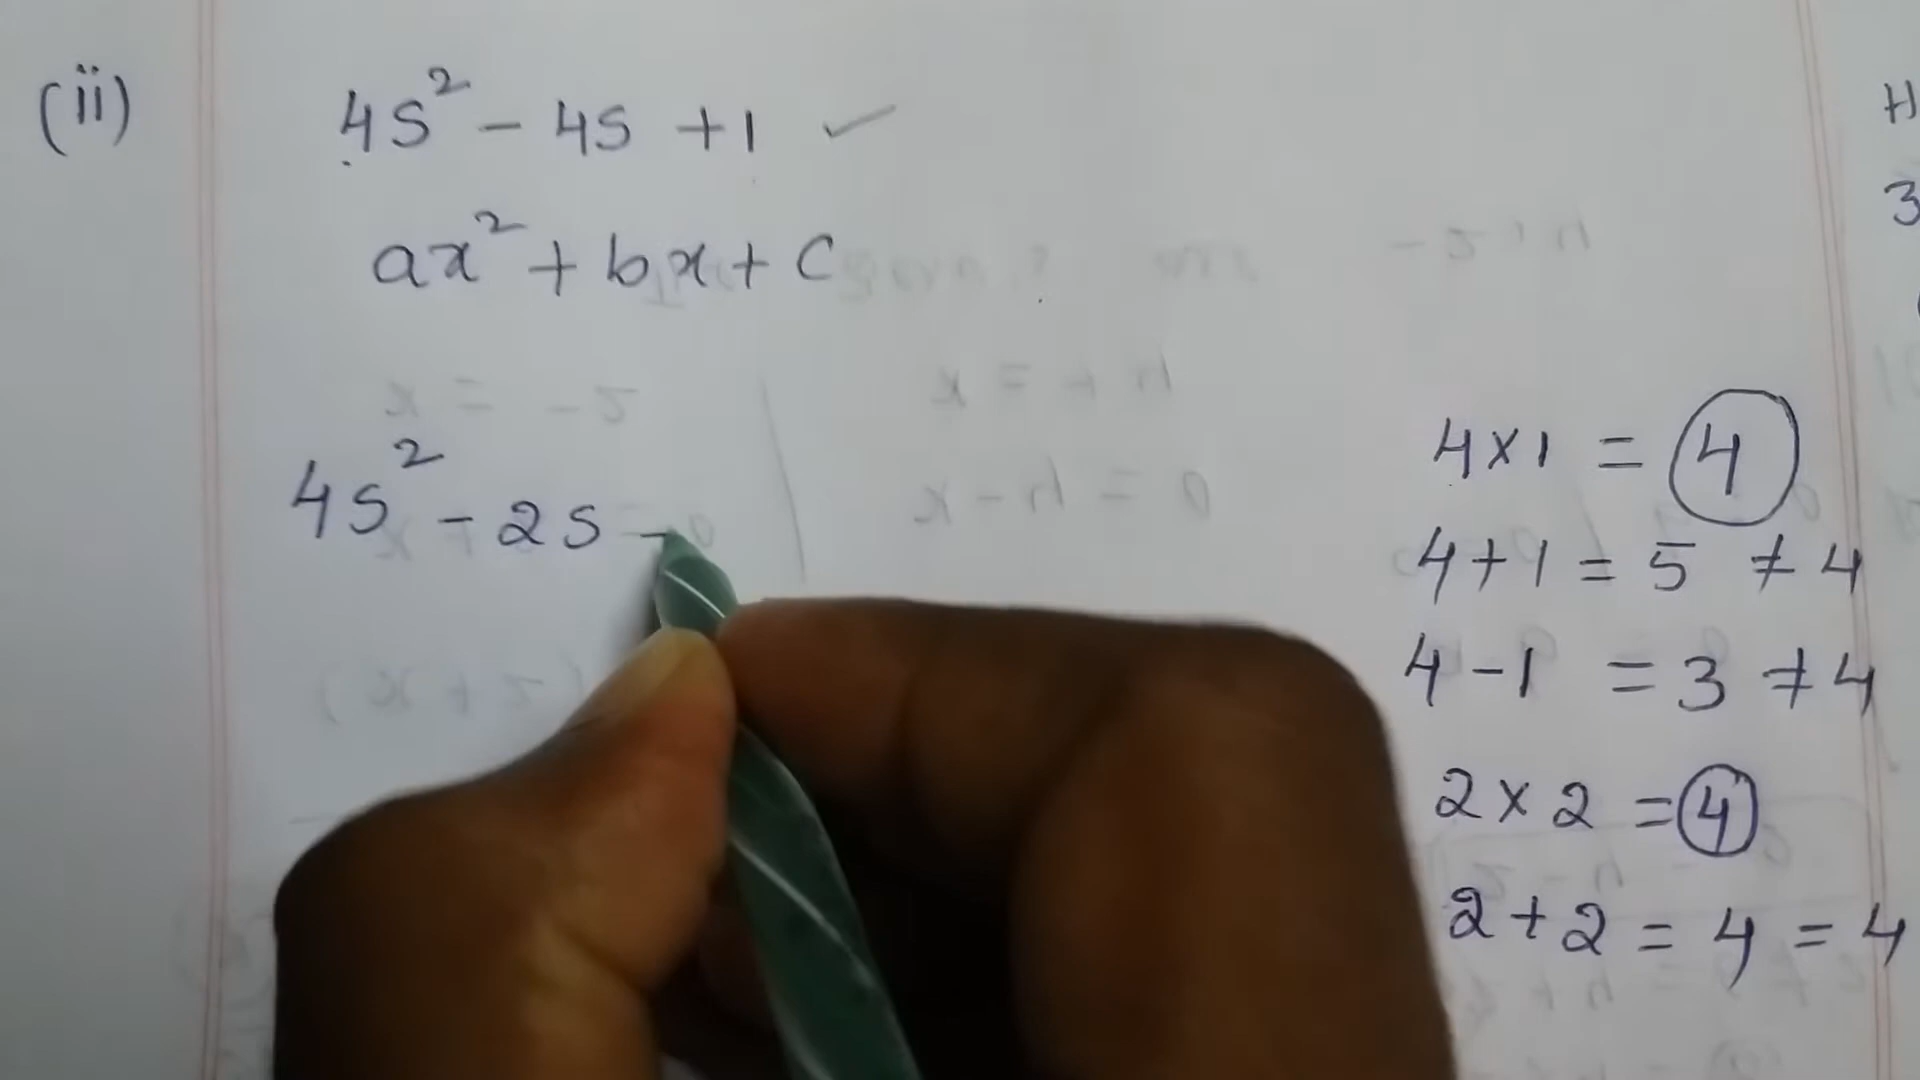 (ii) 4s² - 4s + 1 ✓
ax² + bx + c
4s² - 2s -
4 × 1 = 4
4 + 1 = 5 ≠ 4
4 - 1 = 3 ≠ 4
2 × 2 = 4
2 + 2 = 4 = 4
H
3